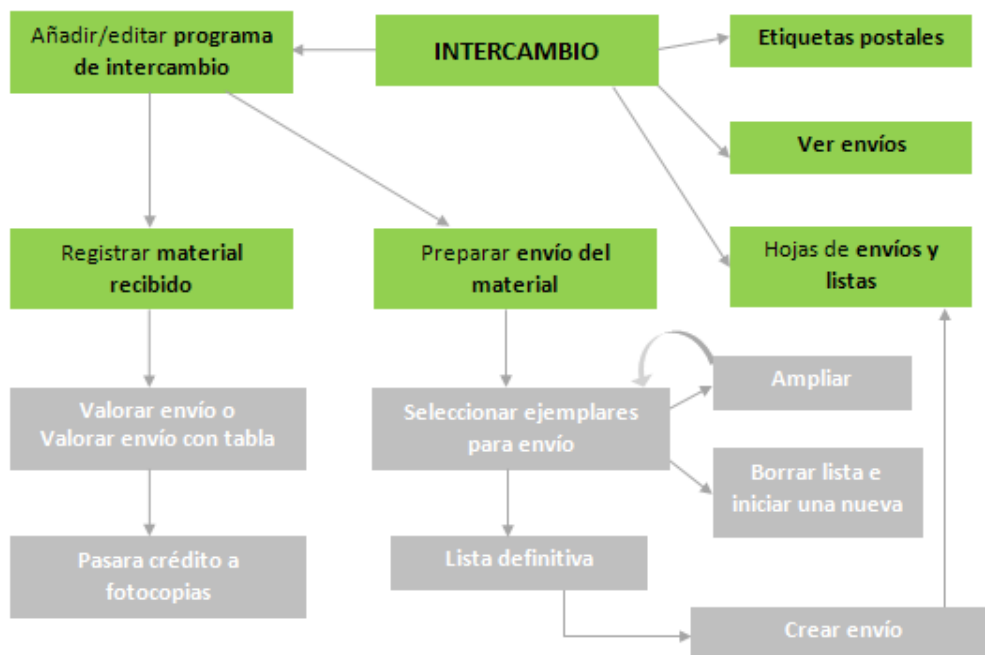 Añadir/editar programa
de intercambio
INTERCAMBIO
Etiquetas postales
Ver envíos
Registrar material
recibido
Preparar envío del
material
Hojas de envíos y
listas
Valorar envío o
Valorar envío con tabla
Seleccionar ejemplares
para envío
Ampliar
Borrar lista e
iniciar una nueva
Pasara crédito a
fotocopias
Lista definitiva
Crear envío